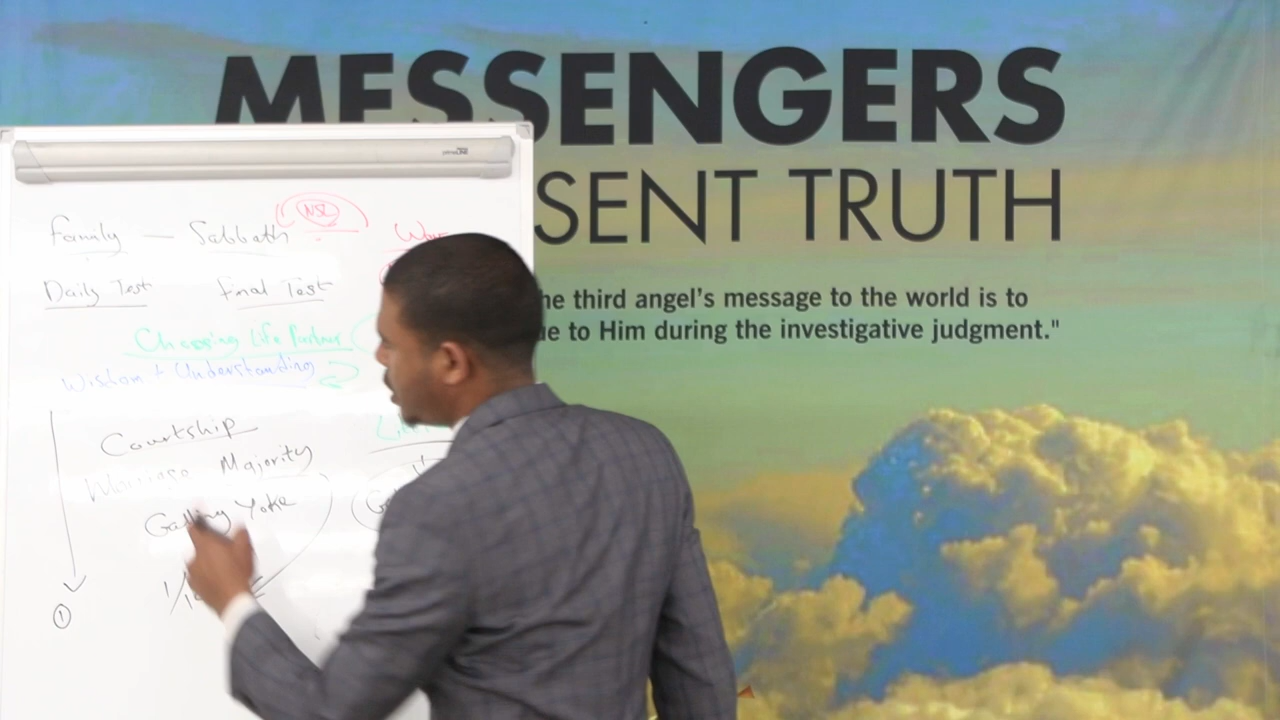 MESSENGERS
SENT TRUTH
he third angel's message to the world is to
e to Him during the investigative judgment."
NSL
Family — Sabbath
Daily Test Final Test
Choosing Life Partner
Wisdom + Understanding
Courtship
Marriage Majority
Galling Yoke
1